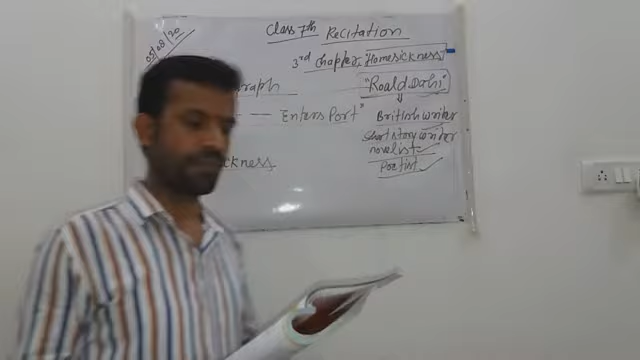 05/08/20
Class 7th Recitation
3rd Chapter, "Homesickness"
graph "Roald Dahl"
— Enters Port" British writer
Short story writer
novelist
ckness Poetist